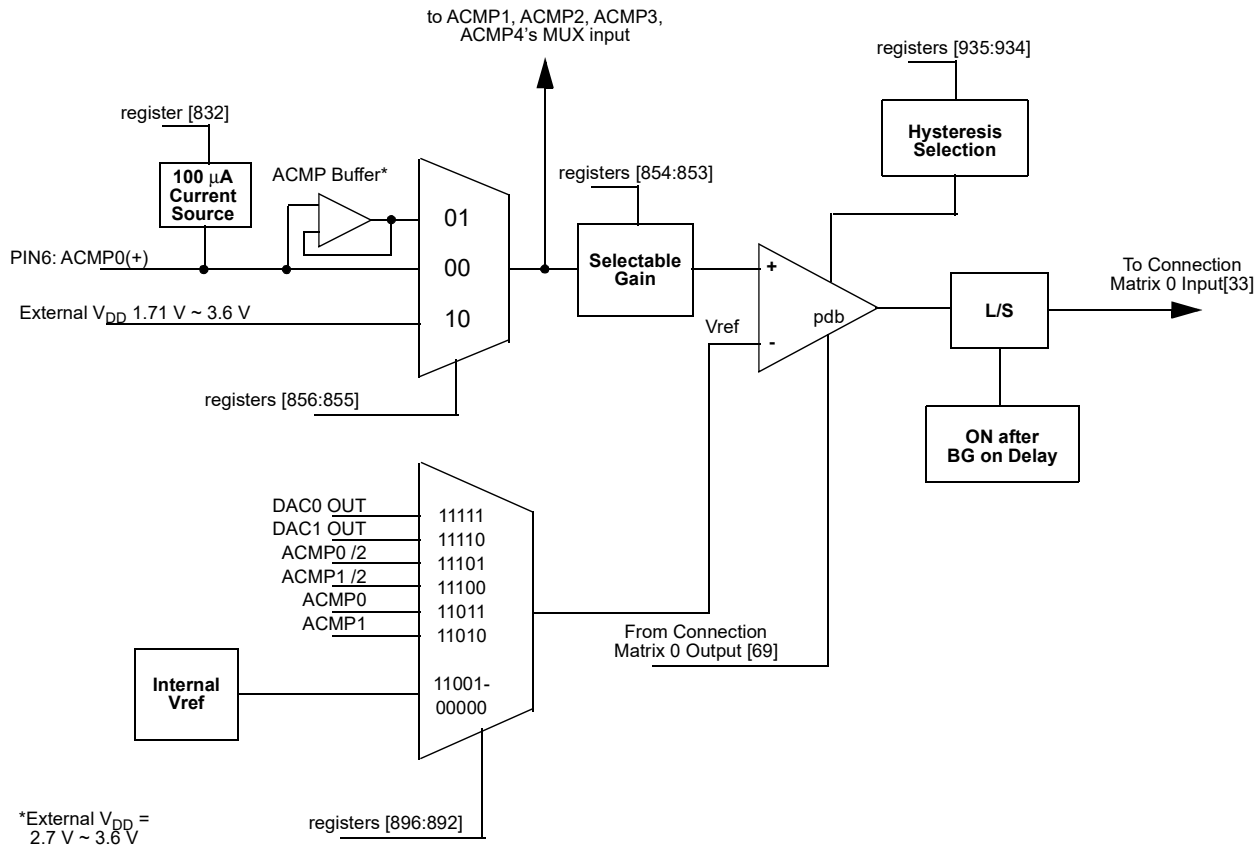 to ACMP1, ACMP2, ACMP3,
ACMP4's MUX input
registers [935:934]
Hysteresis
Selection
register [832]
100 μA
Current
Source
ACMP Buffer*
registers [854:853]
01
00
10
PIN6: ACMP0(+)
External VDD 1.71 V ~ 3.6 V
Selectable
Gain
+
-
pdb
Vref
L/S
To Connection
Matrix 0 Input[33]
registers [856:855]
ON after
BG on Delay
DAC0 OUT
DAC1 OUT
ACMP0 /2
ACMP1 /2
ACMP0
ACMP1
11111
11110
11101
11100
11011
11010
11001-
00000
From Connection
Matrix 0 Output [69]
Internal
Vref
registers [896:892]
*External VDD =
2.7 V ~ 3.6 V